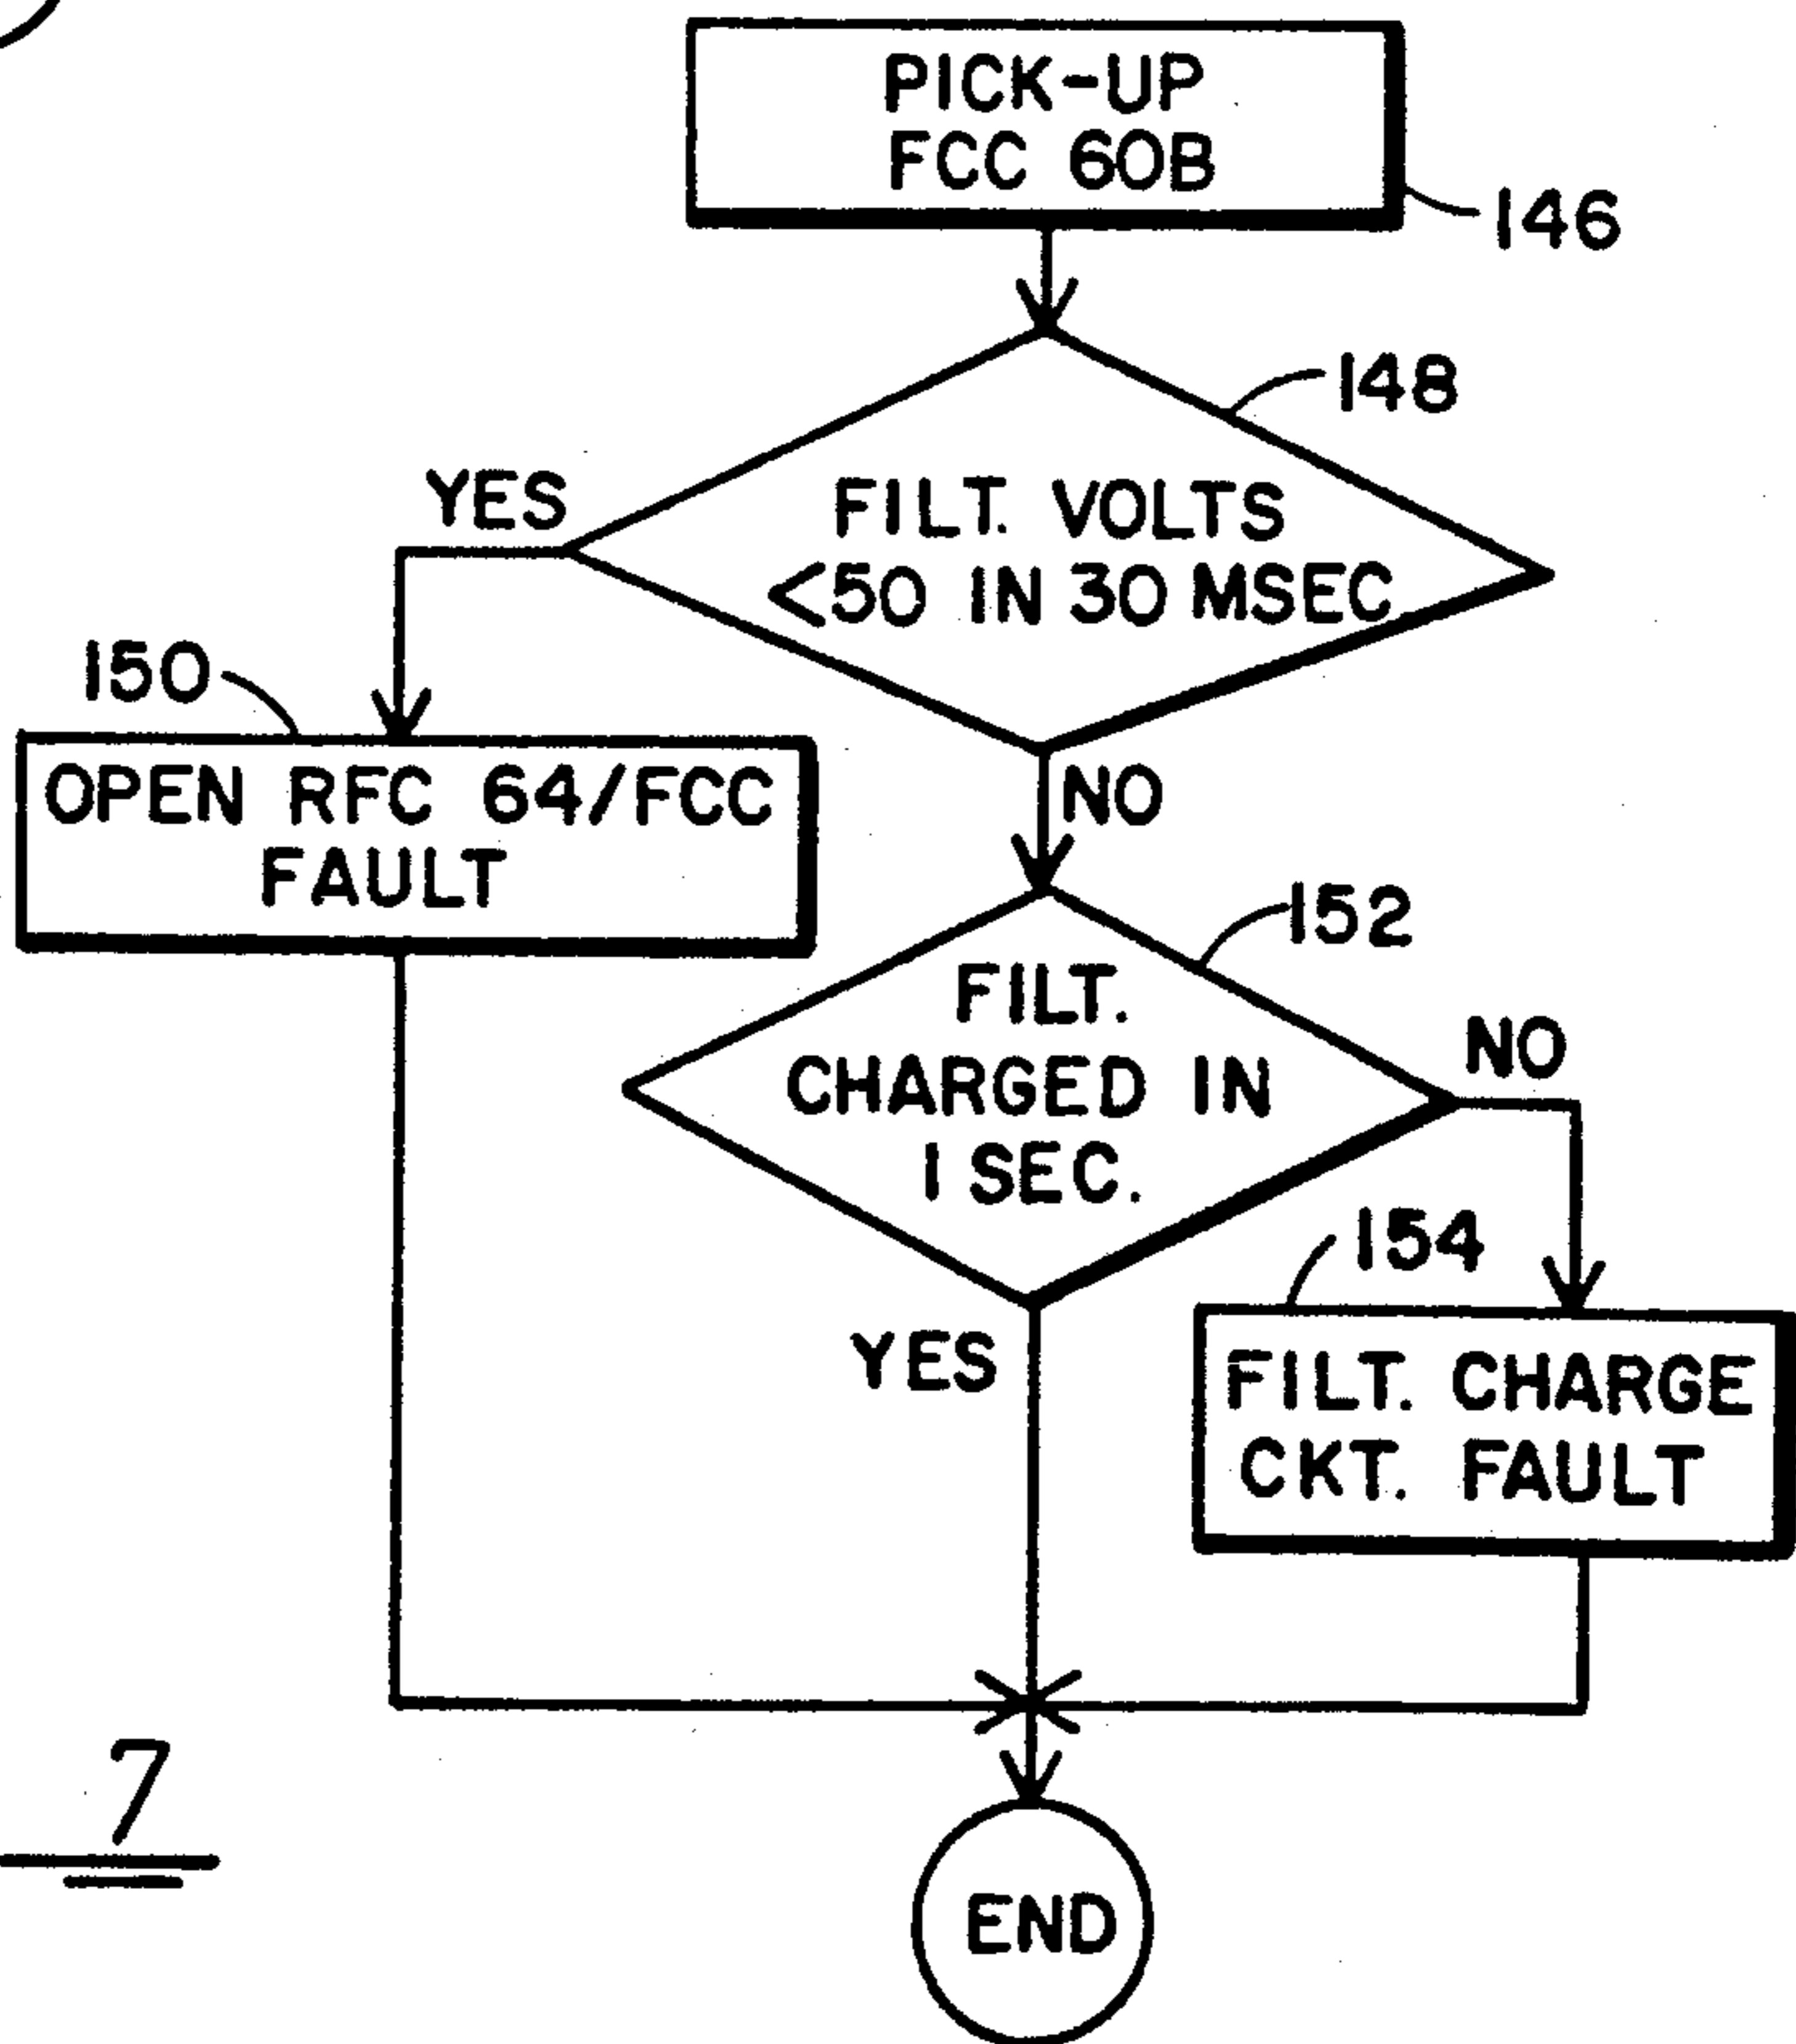 PICK-UP
FCC 60B
146
148
YES
FILT. VOLTS
<50 IN 30 MSEC
150
OPEN RFC 64/FCC
FAULT
NO
152
FILT.
CHARGED IN
1 SEC.
NO
154
YES
FILT. CHARGE
CKT. FAULT
7
END